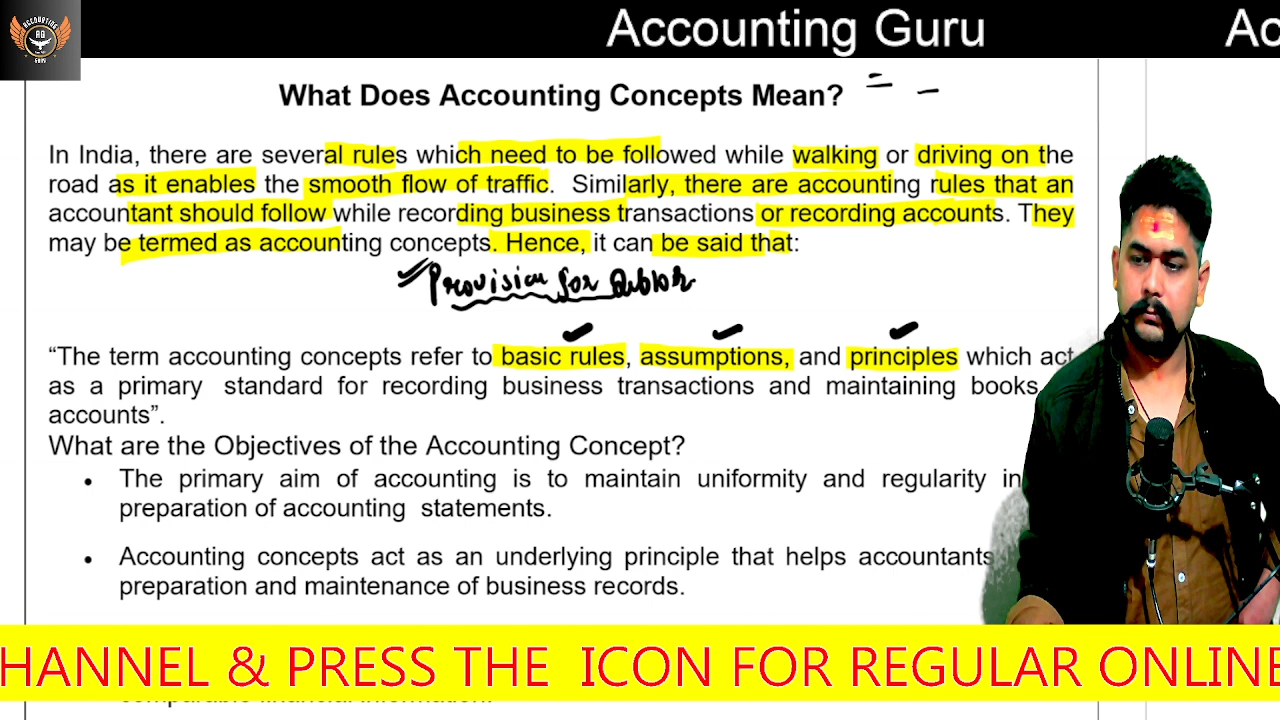 Accounting Guru
Ac
ACCOUNTING
AG
GURU
What Does Accounting Concepts Mean?
In India, there are several rules which need to be followed while walking or driving on the
road as it enables the smooth flow of traffic. Similarly, there are accounting rules that an
accountant should follow while recording business transactions or recording accounts. They
may be termed as accounting concepts. Hence, it can be said that:
Provision for
“The term accounting concepts refer to basic rules, assumptions, and principles which act
as a primary standard for recording business transactions and maintaining books
accounts”.
What are the Objectives of the Accounting Concept?
• The primary aim of accounting is to maintain uniformity and regularity in
preparation of accounting statements.
• Accounting concepts act as an underlying principle that helps accountants
preparation and maintenance of business records.
HANNEL & PRESS THE ICON FOR REGULAR ONLINE